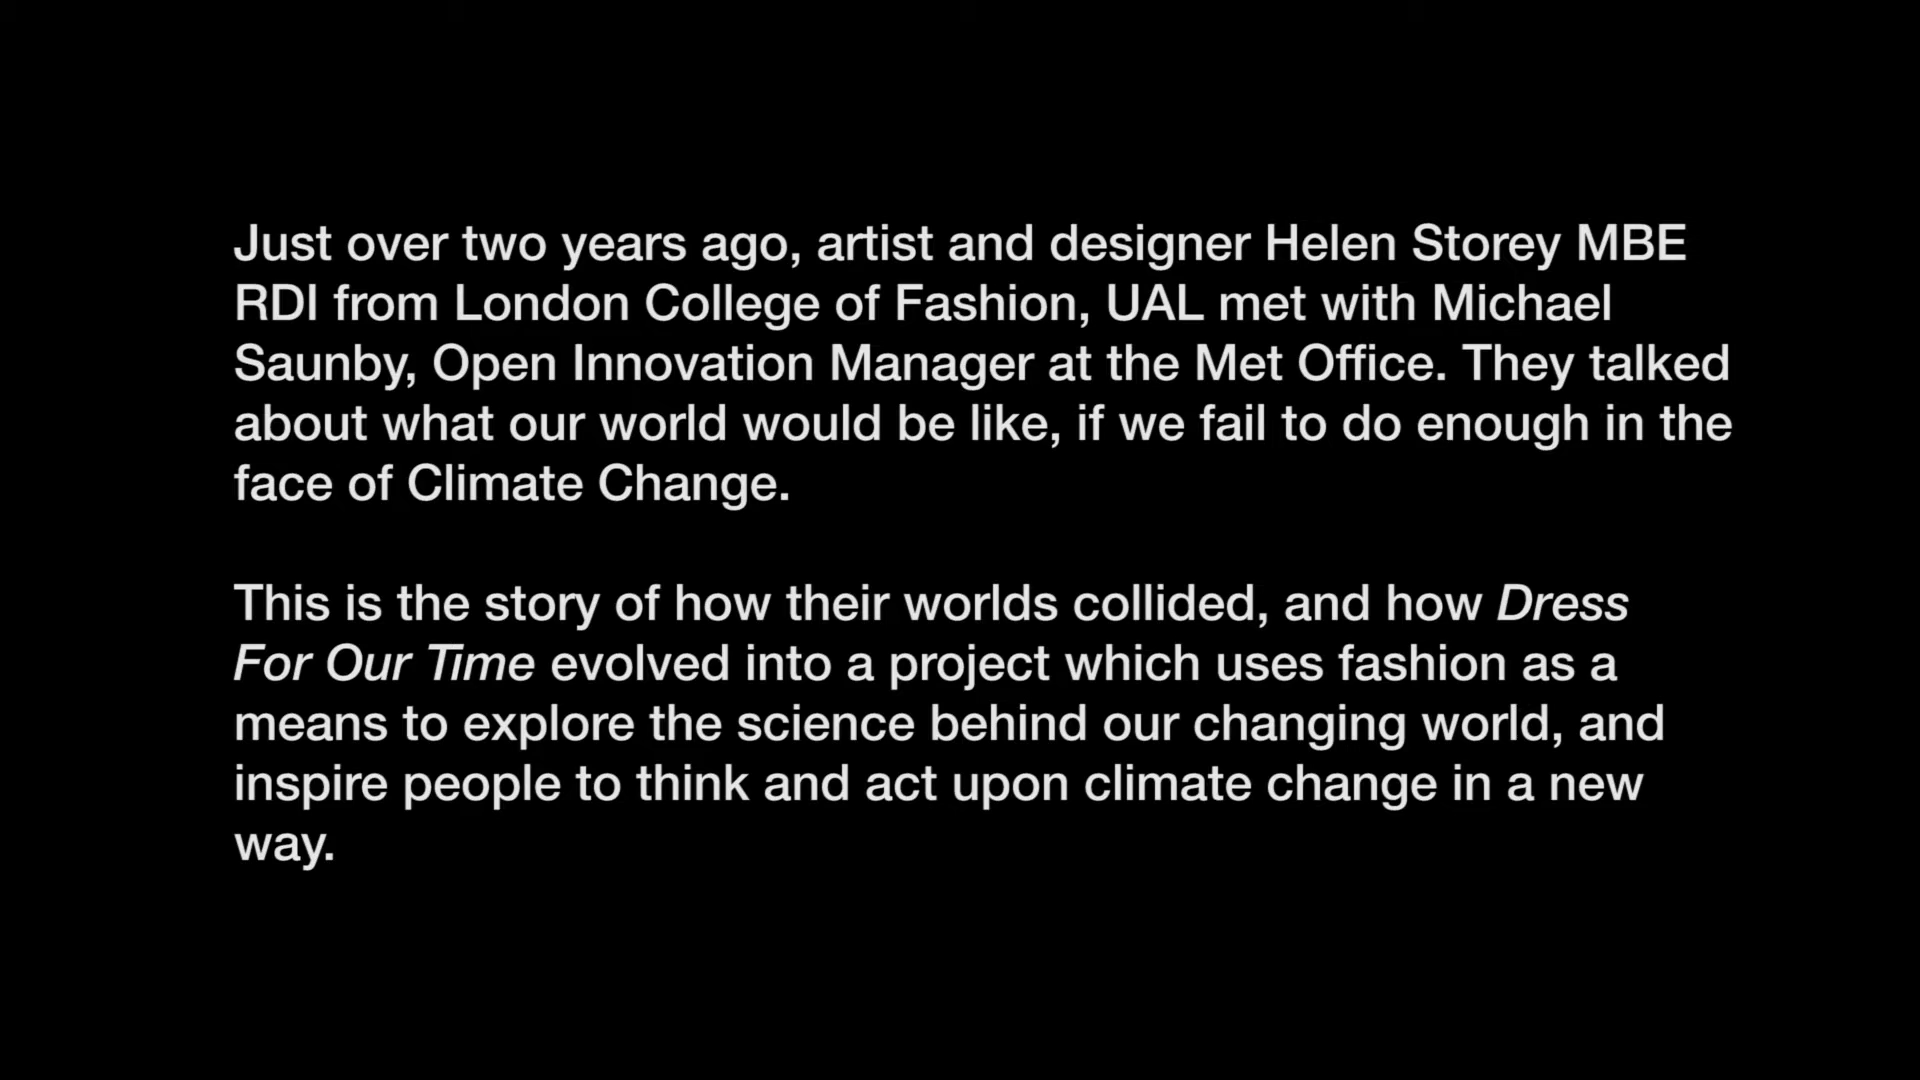 Just over two years ago, artist and designer Helen Storey MBE
RDI from London College of Fashion, UAL met with Michael
Saunby, Open Innovation Manager at the Met Office. They talked
about what our world would be like, if we fail to do enough in the
face of Climate Change.
This is the story of how their worlds collided, and how Dress
For Our Time evolved into a project which uses fashion as a
means to explore the science behind our changing world, and
inspire people to think and act upon climate change in a new
way.